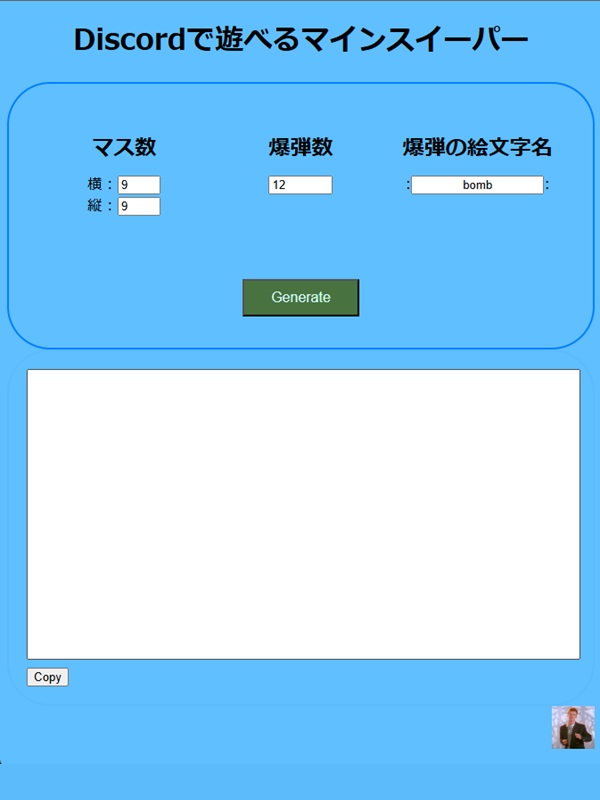 Discordで遊べるマインスイーパー
マス数
横：9
縦：9
爆弾数
12
爆弾の絵文字名
:bomb:
Generate
Copy